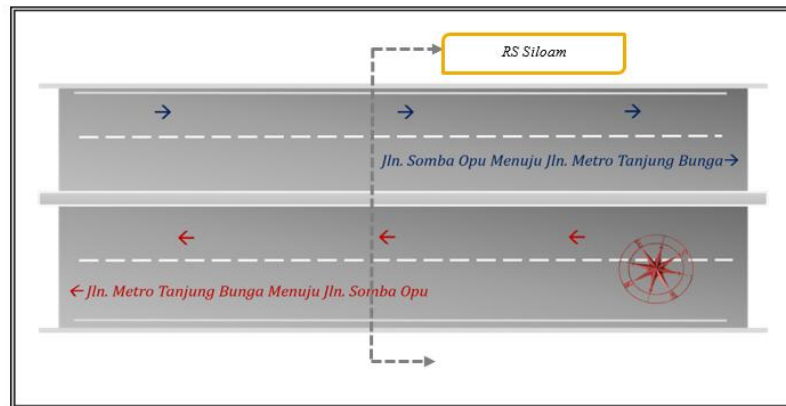 RS Siloam
Jln. Somba Opu Menuju Jln. Metro Tanjung Bunga→
←Jln. Metro Tanjung Bunga Menuju Jln. Somba Opu